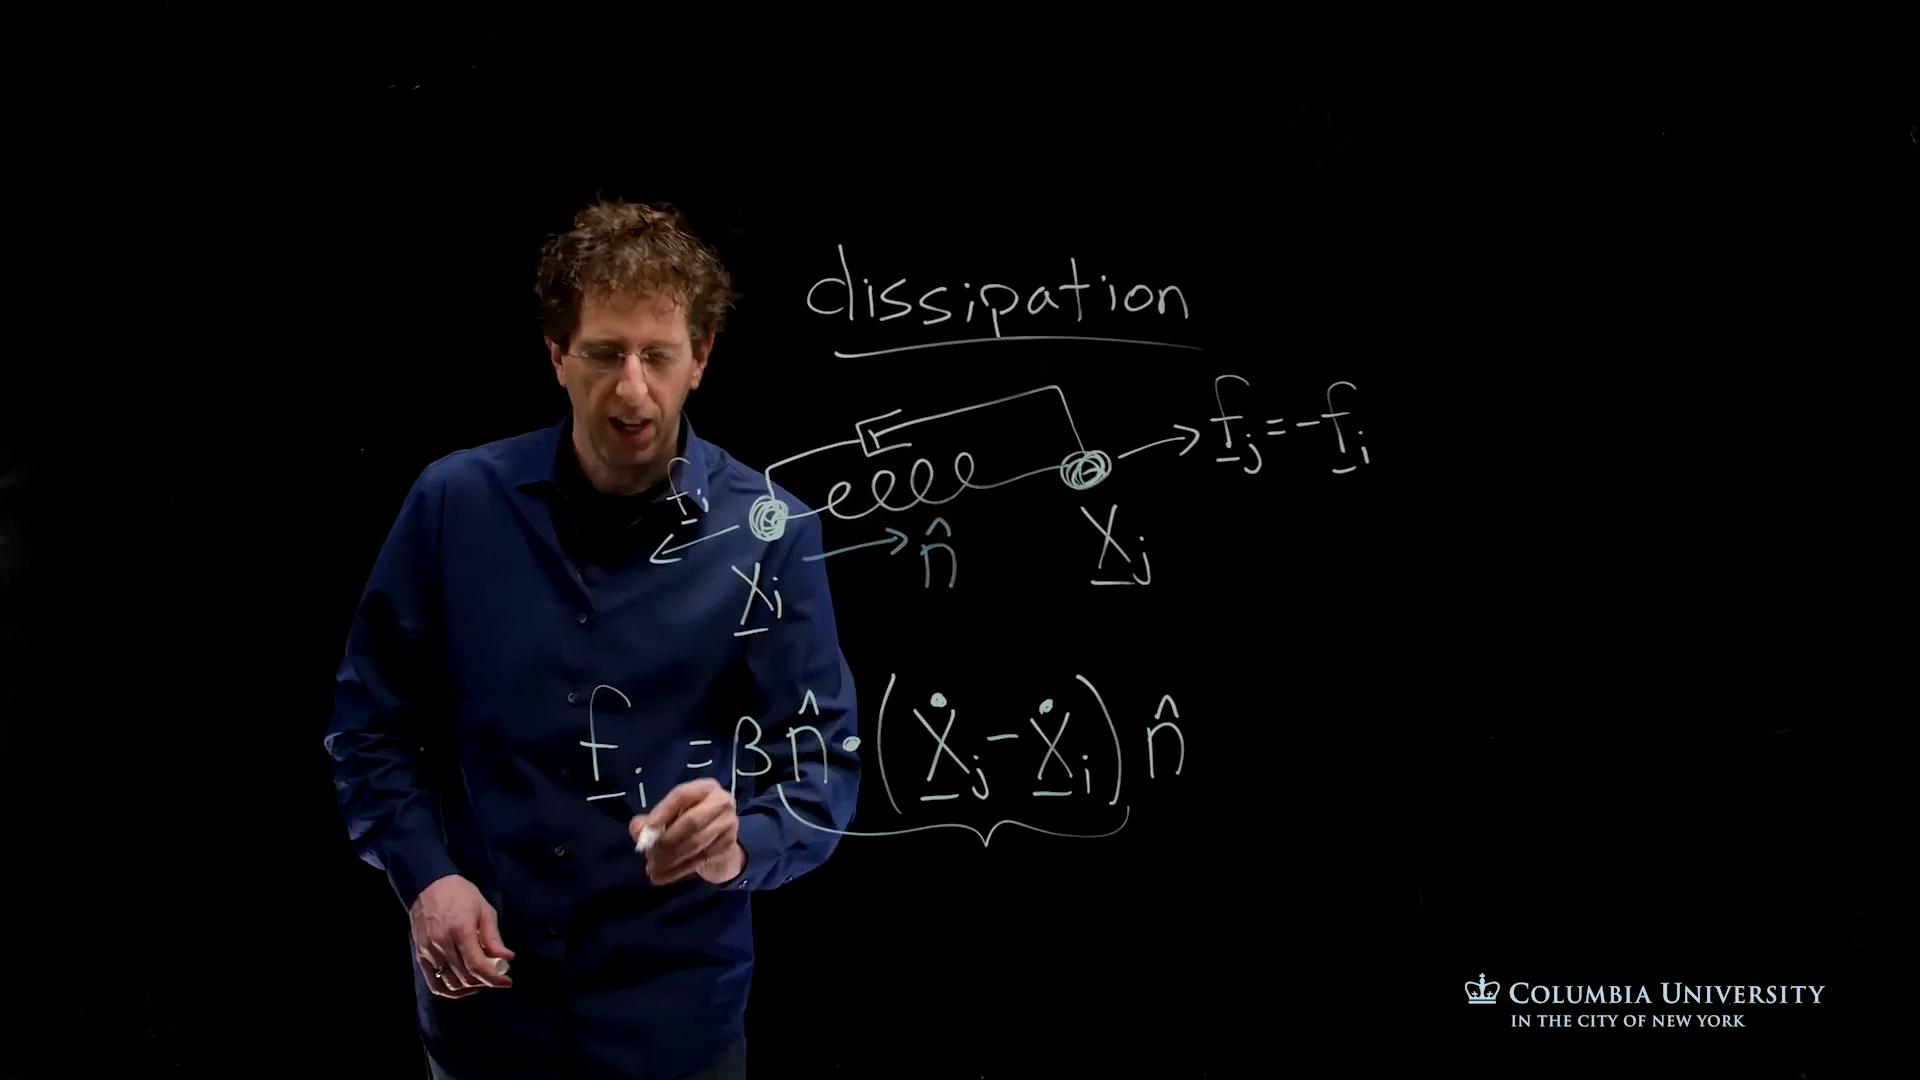 dissipation
f_j = -f_i
f_i
n̂
x_i
x_j
f_i = β n̂ • (ẋ_j - ẋ_i) n̂
COLUMBIA UNIVERSITY
IN THE CITY OF NEW YORK